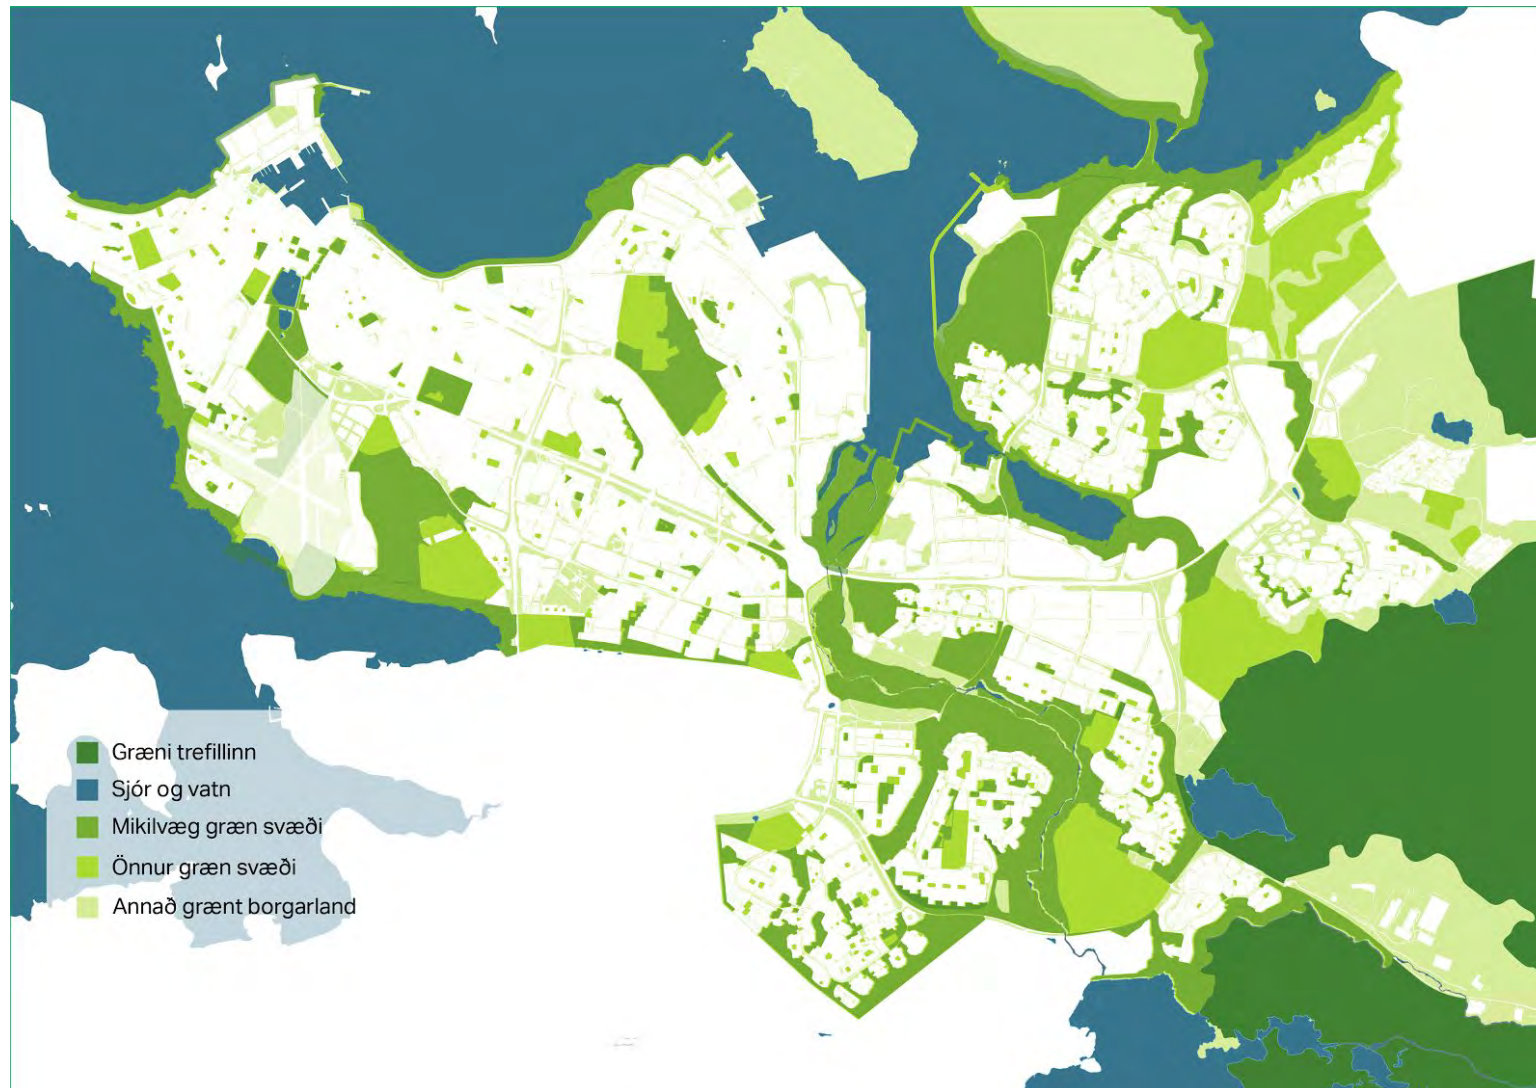 Græni trefillinn
Sjór og vatn
Mikilvæg græn svæði
Önnur græn svæði
Annað grænt borgarland